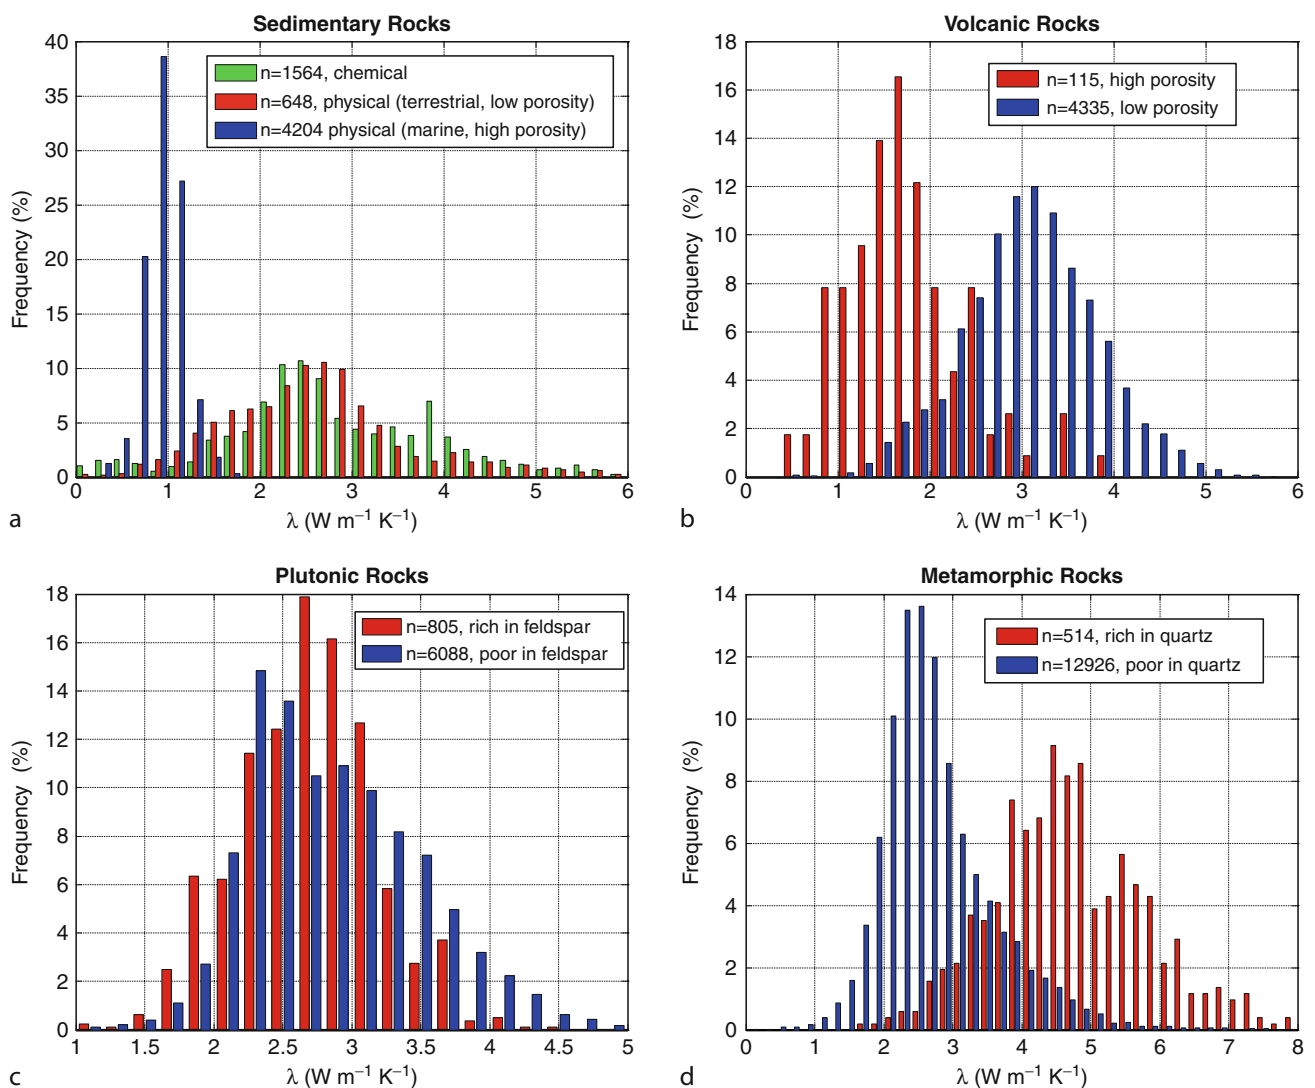 Sedimentary Rocks
40
35
30
25
20
15
10
5
0
Frequency (%)
n=1564, chemical
n=648, physical (terrestrial, low porosity)
n=4204 physical (marine, high porosity)
0 1 2 3 4 5 6
λ (W m⁻¹ K⁻¹)
a
Volcanic Rocks
18
16
14
12
10
8
6
4
2
0
Frequency (%)
n=115, high porosity
n=4335, low porosity
0 1 2 3 4 5 6
λ (W m⁻¹ K⁻¹)
b
Plutonic Rocks
18
16
14
12
10
8
6
4
2
0
Frequency (%)
n=805, rich in feldspar
n=6088, poor in feldspar
1 1.5 2 2.5 3 3.5 4 4.5 5
λ (W m⁻¹ K⁻¹)
c
Metamorphic Rocks
14
12
10
8
6
4
2
0
Frequency (%)
n=514, rich in quartz
n=12926, poor in quartz
0 1 2 3 4 5 6 7 8
λ (W m⁻¹ K⁻¹)
d